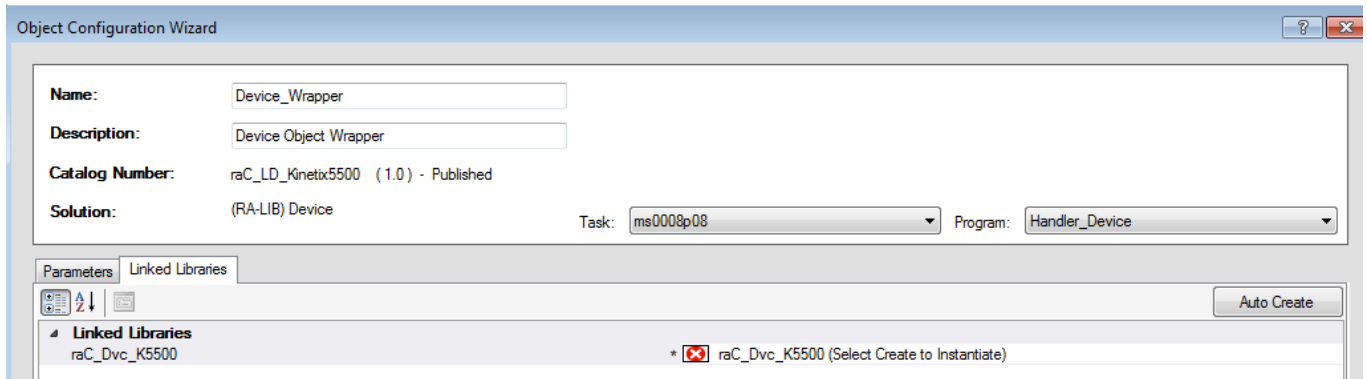 Object Configuration Wizard
Name: Device_Wrapper
Description: Device Object Wrapper
Catalog Number: raC_LD_Kinetix5500 ( 1.0 ) - Published
Solution: (RA-LIB) Device Task: ms0008p08 Program: Handler_Device
Parameters Linked Libraries
Auto Create
Linked Libraries
raC_Dvc_K5500 * raC_Dvc_K5500 (Select Create to Instantiate)